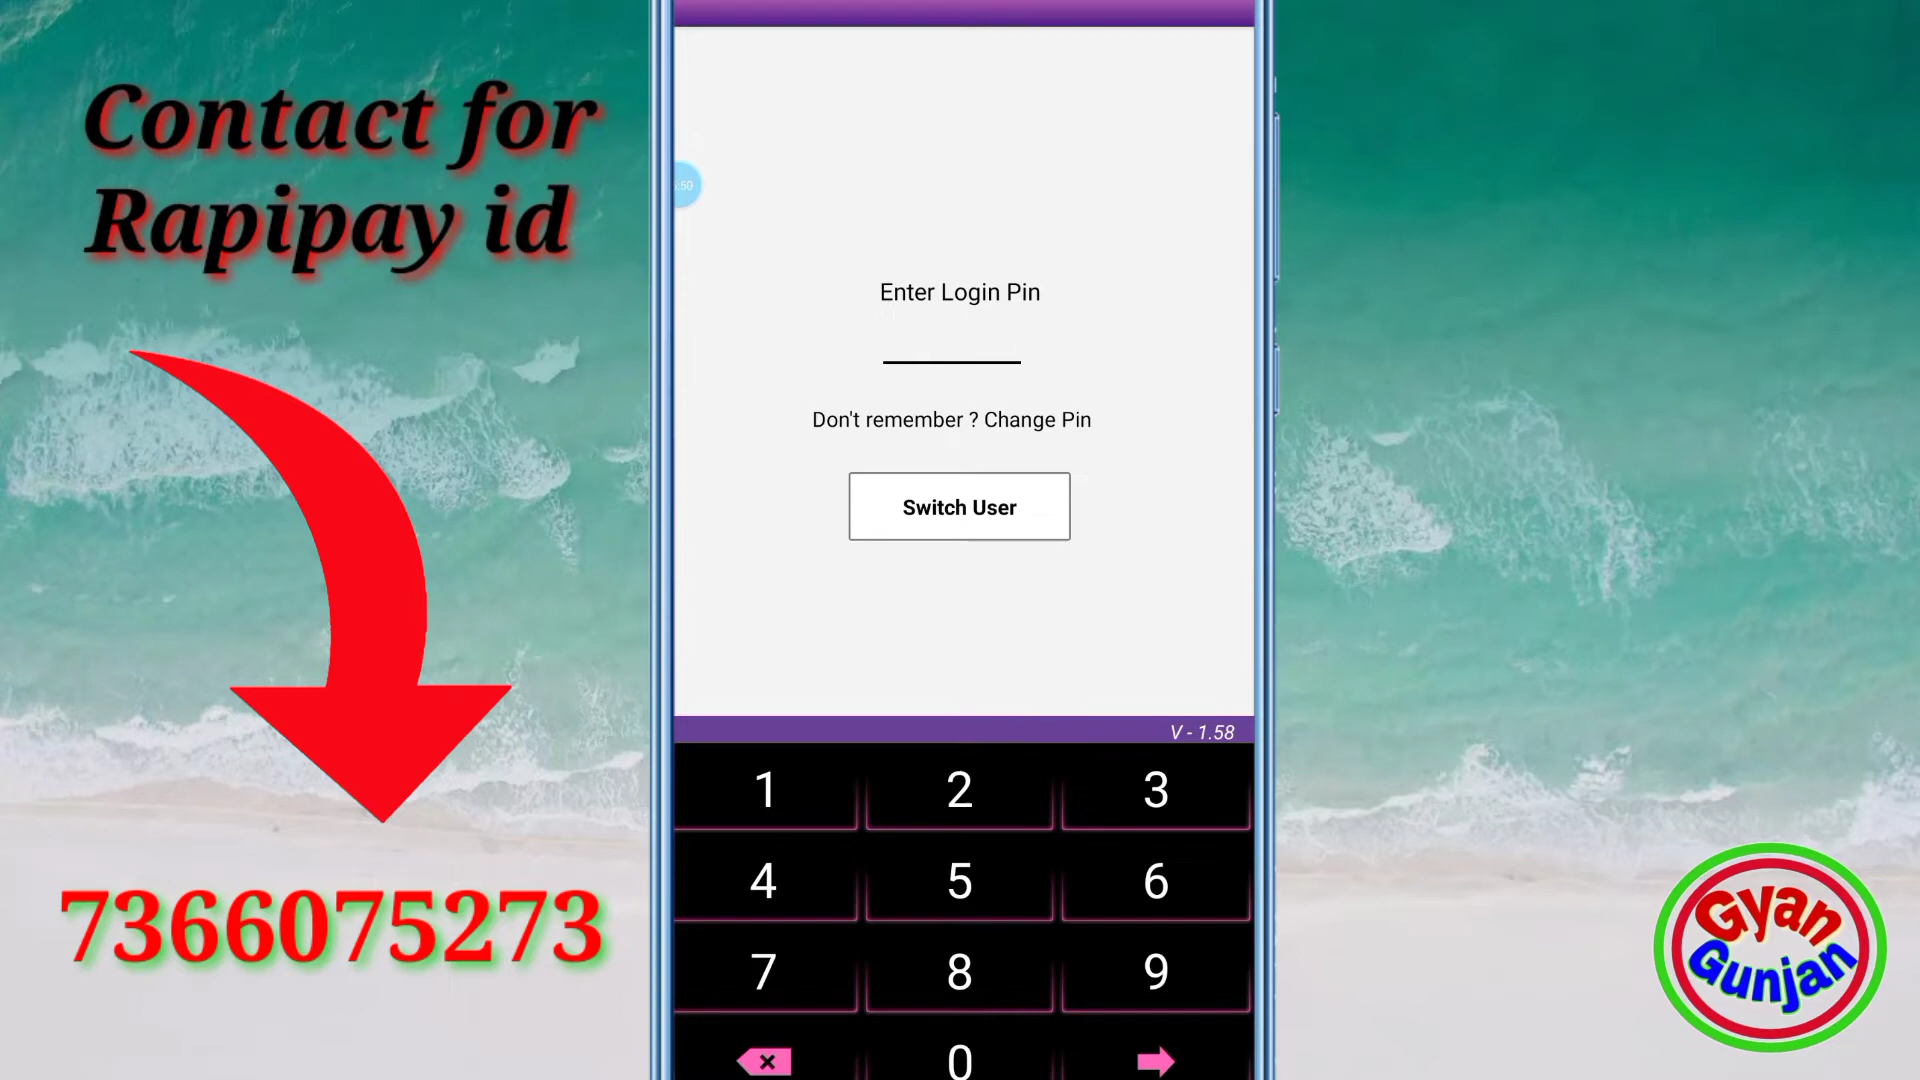 Contact for
Rapipay id
7366075273
:50
Enter Login Pin
Don't remember ? Change Pin
Switch User
V - 1.58
1 2 3
4 5 6
7 8 9
0
Gyan
Gunjan